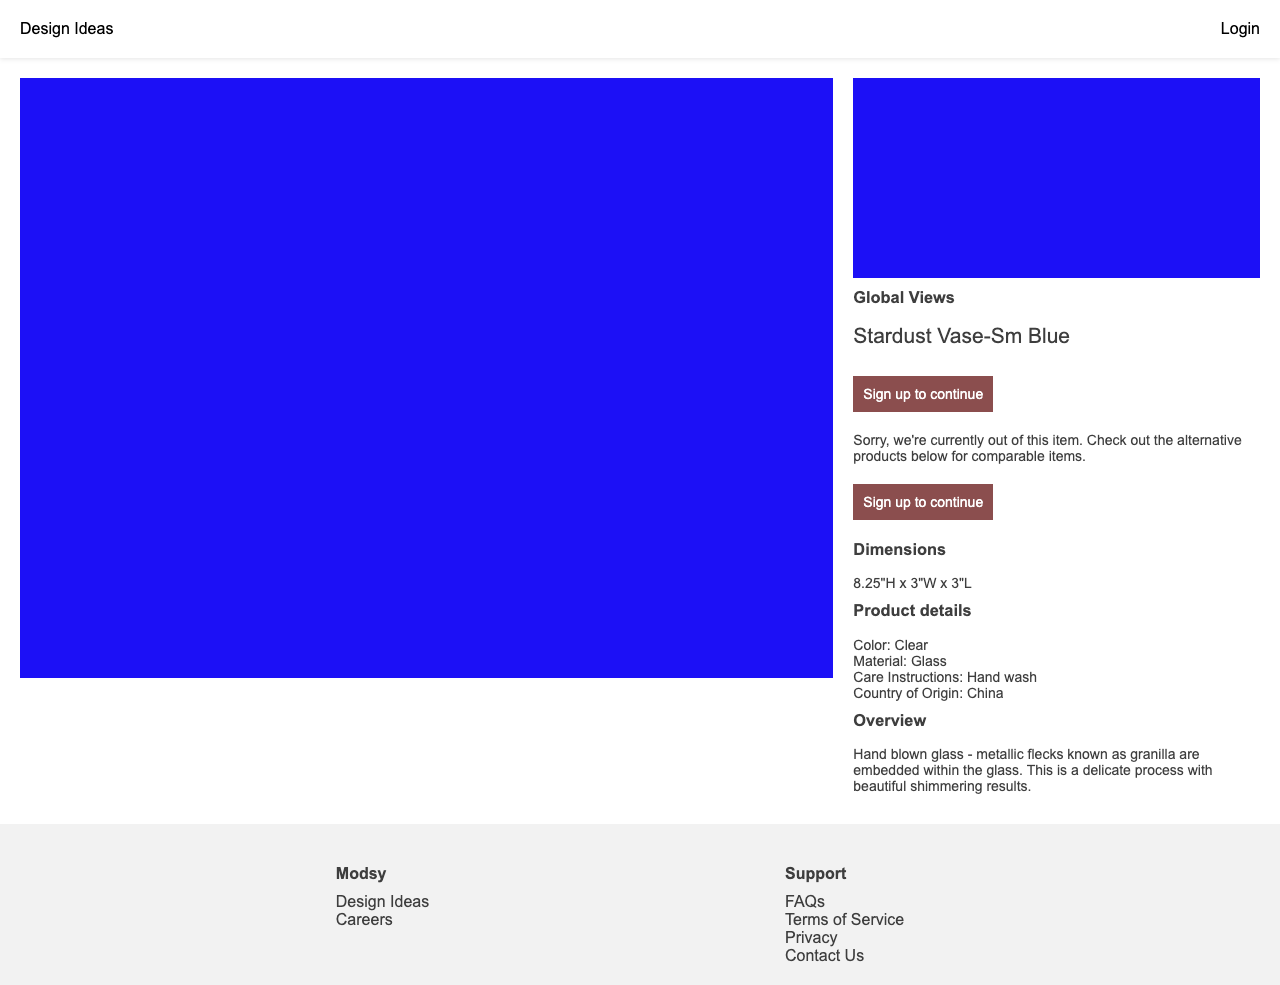 Design Ideas
Login
Global Views
Stardust Vase-Sm Blue
Sign up to continue
Sorry, we're currently out of this item. Check out the alternative
products below for comparable items.
Sign up to continue
Dimensions
8.25"H x 3"W x 3"L
Product details
Color: Clear
Material: Glass
Care Instructions: Hand wash
Country of Origin: China
Overview
Hand blown glass - metallic flecks known as granilla are
embedded within the glass. This is a delicate process with
beautiful shimmering results.
Modsy
Design Ideas
Careers
Support
FAQs
Terms of Service
Privacy
Contact Us